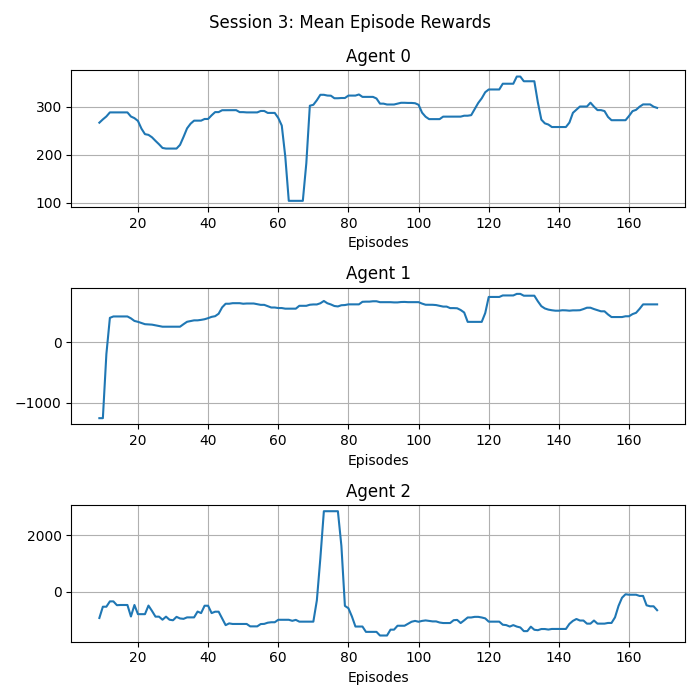 Session 3: Mean Episode Rewards
Agent 0
300
200
100
20 40 60 80 100 120 140 160
Episodes
Agent 1
0
−1000
20 40 60 80 100 120 140 160
Episodes
Agent 2
2000
0
20 40 60 80 100 120 140 160
Episodes